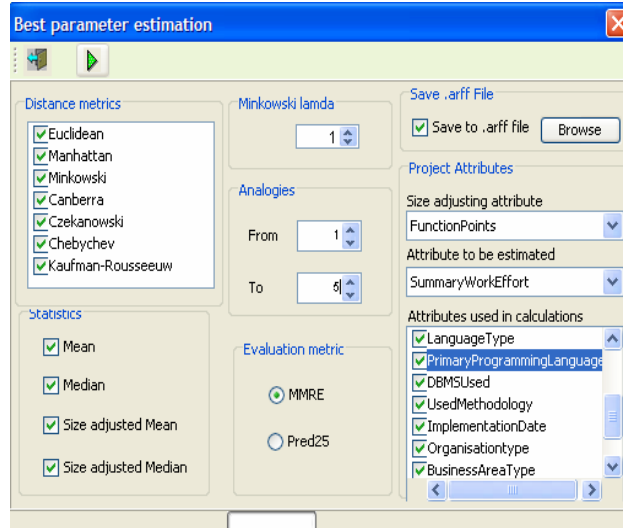 Best parameter estimation
Distance metrics
Euclidean
Manhattan
Minkowski
Canberra
Czekanowski
Chebychev
Kaufman-Rousseeuw
Statistics
Mean
Median
Size adjusted Mean
Size adjusted Median
Minkowski lamda
1
Analogies
From 1
To 5
Evaluation metric
MMRE
Pred25
Save .arff File
Save to .arff file Browse
Project Attributes
Size adjusting attribute
FunctionPoints
Attribute to be estimated
SummaryWorkEffort
Attributes used in calculations
LanguageType
PrimaryProgrammingLanguage
DBMSUsed
UsedMethodology
ImplementationDate
Organisationtype
BusinessAreaType